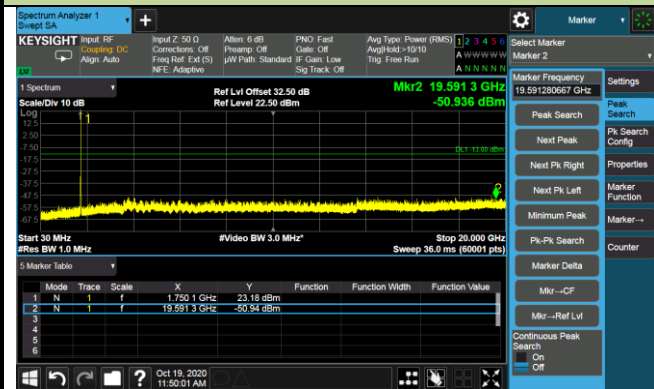 Spectrum Analyzer 1
Swept SA
+
Marker
KEYSIGHT
Input: RF
Coupling: DC
Align: Auto
Input Z: 50 Ω
Corrections: Off
Freq Ref: Ext (S)
NFE: Adaptive
Atten: 6 dB
Preamp: Off
µW Path: Standard
PNO: Fast
Gate: Off
IF Gain: Low
Sig Track: Off
Avg Type: Power (RMS)
Avg|Hold:>10/10
Trig: Free Run
1 2 3 4 5 6
A W W W W W
A N N N N N
Select Marker
Marker 2
Marker Frequency
19.591280667 GHz
Peak Search
Next Peak
Next Pk Right
Next Pk Left
Minimum Peak
Pk-Pk Search
Marker Delta
Mkr→CF
Mkr→Ref Lvl
Continuous Peak
Search
On
Off
Settings
Peak
Search
Pk Search
Config
Properties
Marker
Function
Marker→
Counter
1 Spectrum
Scale/Div 10 dB
Ref Lvl Offset 32.50 dB
Ref Level 22.50 dBm
Mkr2 19.591 3 GHz
-50.936 dBm
Log
12.5
2.50
-7.50
-17.5
-27.5
-37.5
-47.5
-57.5
-67.5
1
2
DL1 -13.00 dBm
Start 30 MHz
#Res BW 1.0 MHz
#Video BW 3.0 MHz*
Stop 20.000 GHz
Sweep 36.0 ms (60001 pts)
5 Marker Table
Mode Trace Scale X Y Function Function Width Function Value
1 N 1 f 1.750 1 GHz 23.18 dBm
2 N 1 f 19.591 3 GHz -50.94 dBm
3
4
5
6
?
Oct 19, 2020
11:50:01 AM